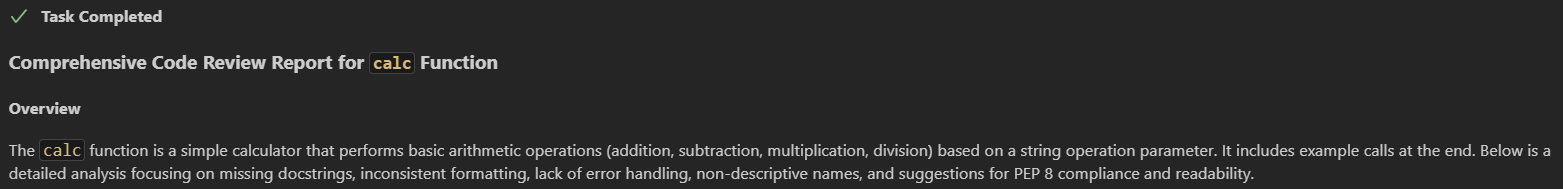 Task Completed
Comprehensive Code Review Report for calc Function
Overview
The calc function is a simple calculator that performs basic arithmetic operations (addition, subtraction, multiplication, division) based on a string operation parameter. It includes example calls at the end. Below is a
detailed analysis focusing on missing docstrings, inconsistent formatting, lack of error handling, non-descriptive names, and suggestions for PEP 8 compliance and readability.